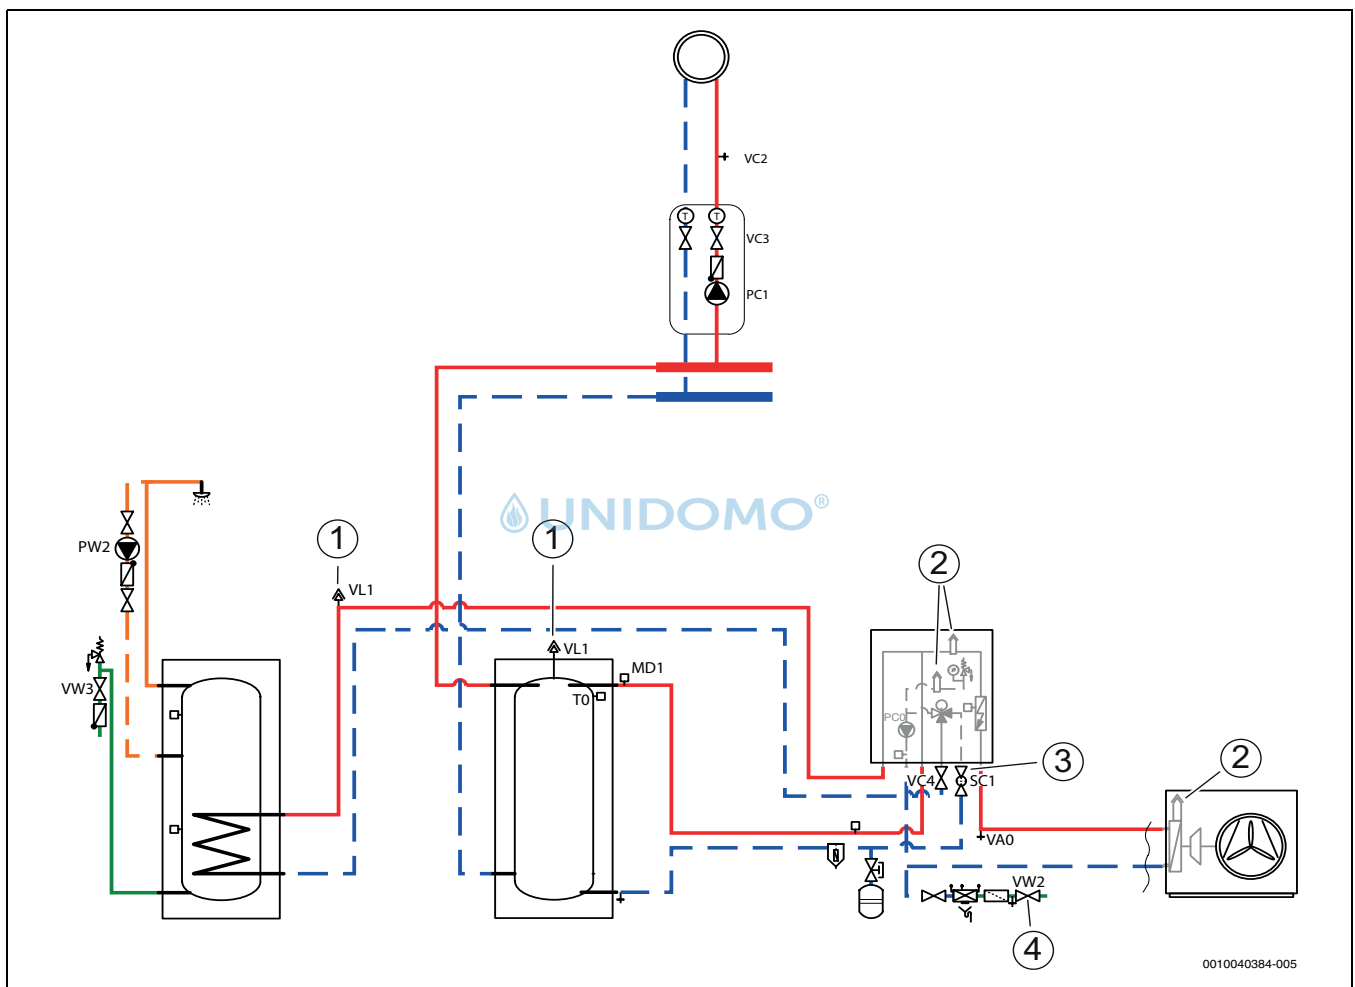 VC2
T T
VC3
PC1
UNIDOMO®
1
1
2
PW2
VL1
VL1
MD1
T0
VW3
PC0
3
2
VC4
SC1
VA0
VW2
4
0010040384-005